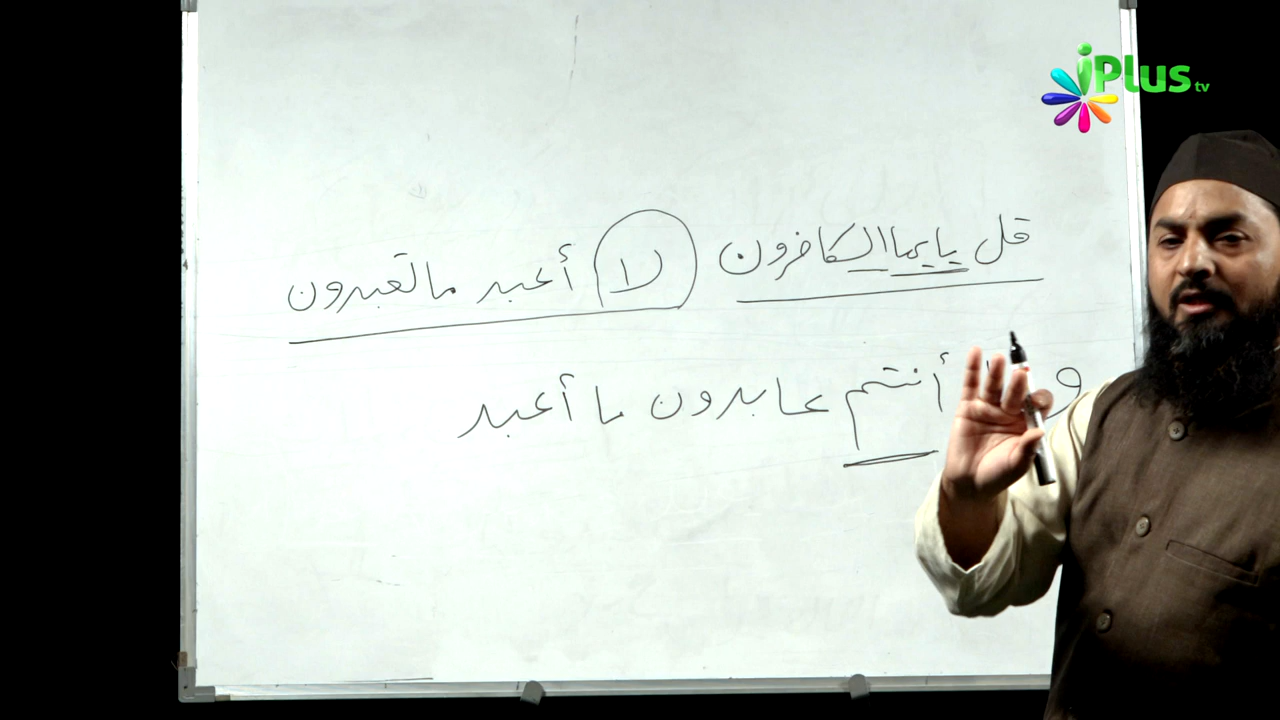 iPlus tv
قل يايها الكافرون لا أعبد ما تعبدون
و أنتم عابدون ما أعبد